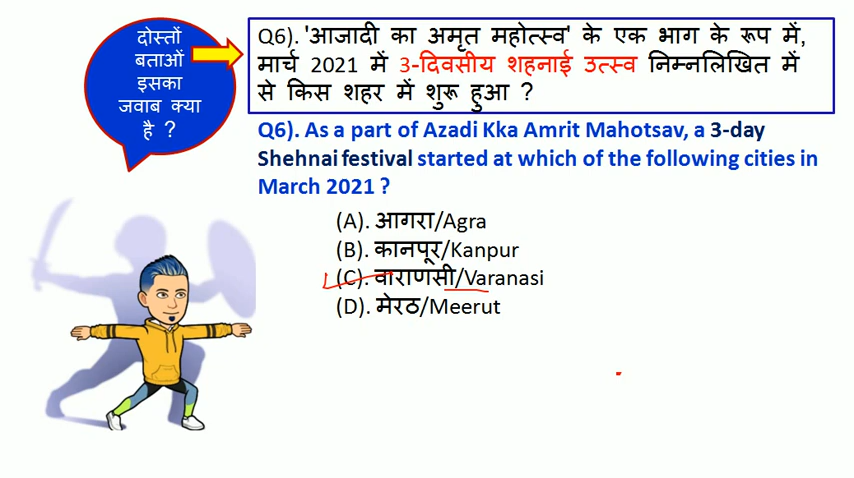 दोस्तों
बताओं
इसका
जवाब क्या
है ?
Q6). 'आजादी का अमृत महोत्स्व' के एक भाग के रूप में,
मार्च 2021 में 3-दिवसीय शहनाई उत्स्व निम्नलिखित में
से किस शहर में शुरू हुआ ?
Q6). As a part of Azadi Kka Amrit Mahotsav, a 3-day
Shehnai festival started at which of the following cities in
March 2021 ?
(A). आगरा/Agra
(B). कानपूर/Kanpur
(C). वाराणसी/Varanasi
(D). मेरठ/Meerut